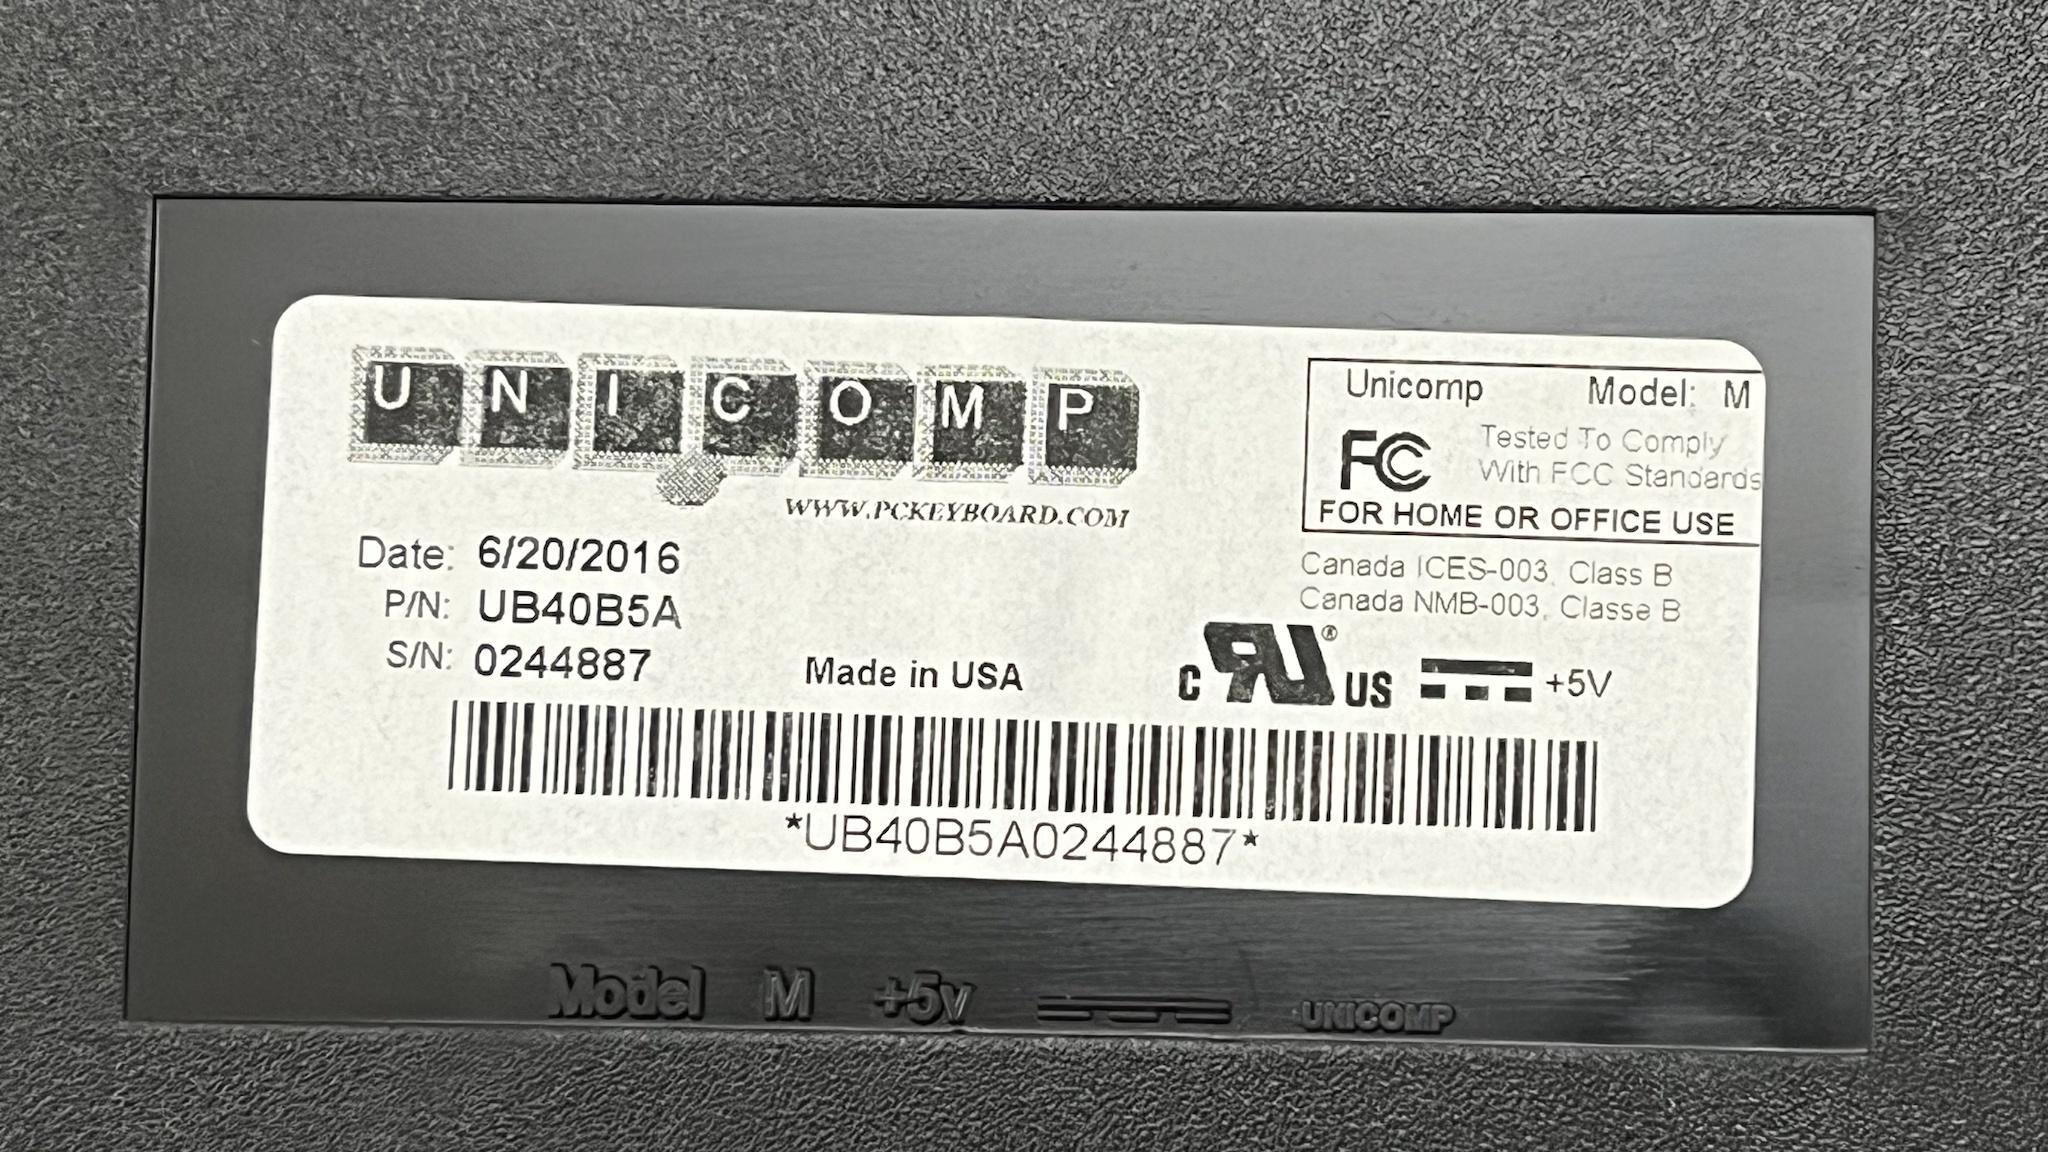 UNICOMP
WWW.PCKEYBOARD.COM
Date: 6/20/2016
P/N: UB40B5A
S/N: 0244887
Made in USA
Unicomp Model: M
FC Tested To Comply
With FCC Standards
FOR HOME OR OFFICE USE
Canada ICES-003, Class B
Canada NMB-003, Classe B
c RU® US +5V
*UB40B5A0244887*
Model M +5v UNICOMP